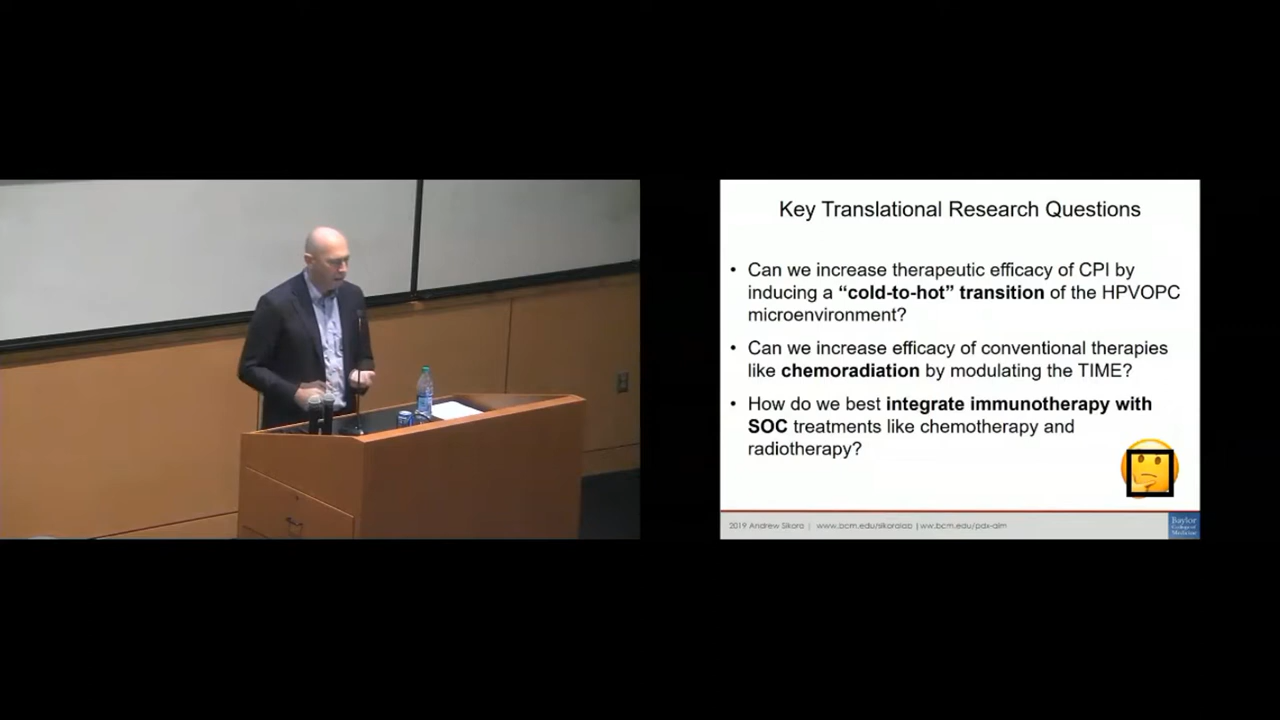 Key Translational Research Questions
• Can we increase therapeutic efficacy of CPI by
inducing a “cold-to-hot” transition of the HPVOPC
microenvironment?
• Can we increase efficacy of conventional therapies
like chemoradiation by modulating the TIME?
• How do we best integrate immunotherapy with
SOC treatments like chemotherapy and
radiotherapy?
2019 Andrew Sikora | www.bcm.edu/sikoralab | ww.bcm.edu/pdx-aim
Baylor
College of
Medicine